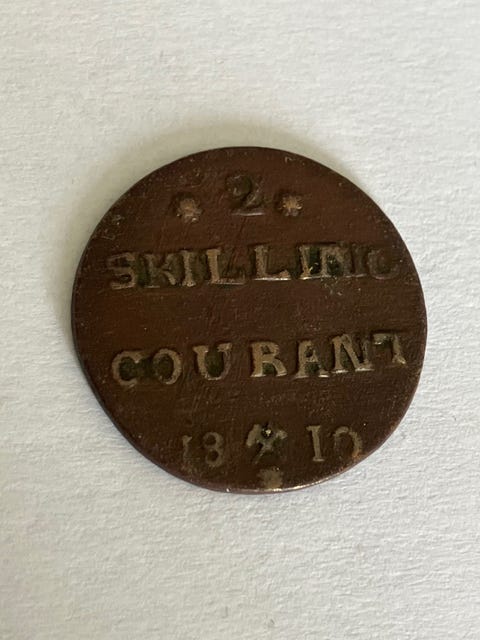 * 2 *
SKILLING
COURANT
18 ⚒ 10